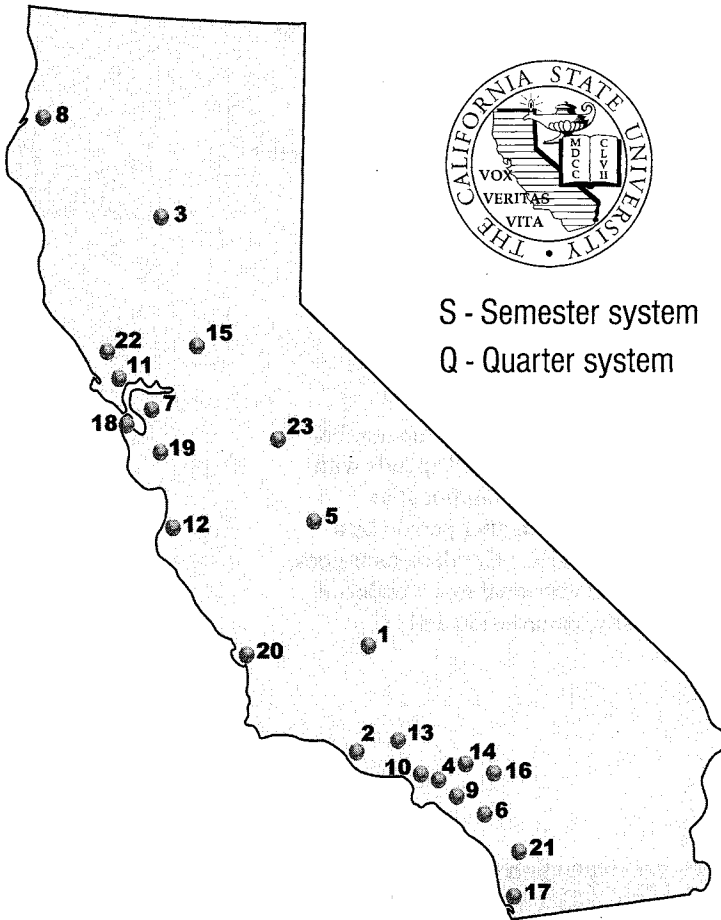 THE CALIFORNIA STATE UNIVERSITY •
VOX
VERITAS
VITA
MDCC
CLVII
S - Semester system
Q - Quarter system
8
3
22
15
11
7
18
23
19
12
5
1
20
2
13
14
10
4
16
9
6
21
17